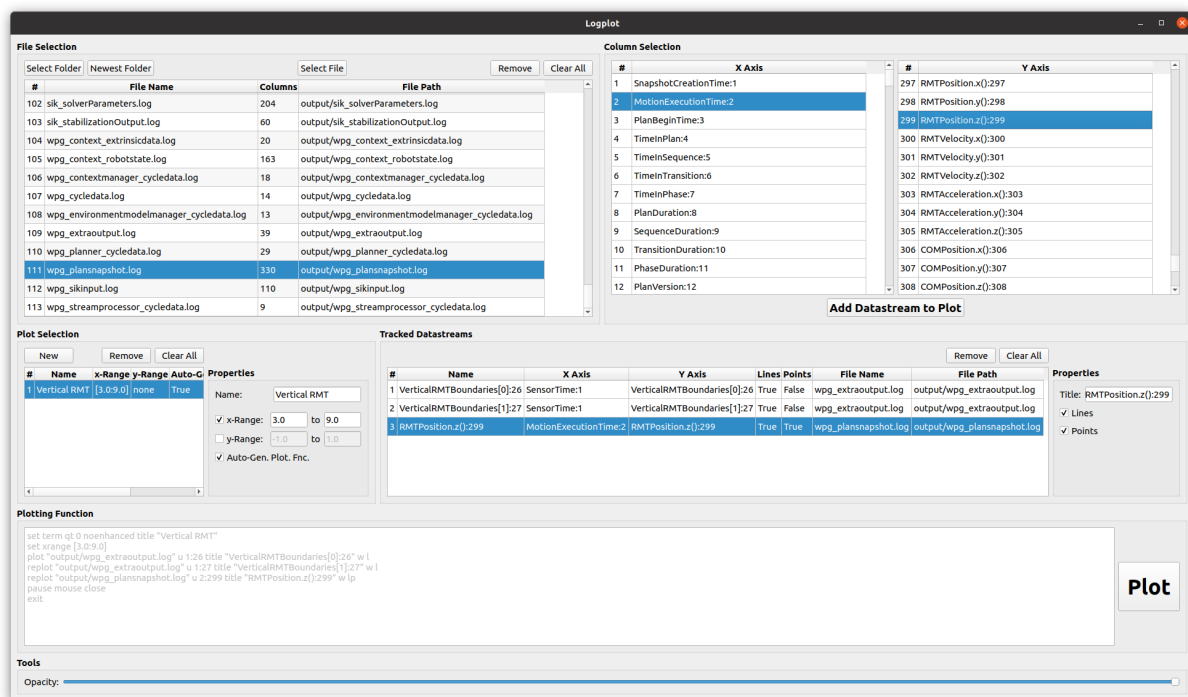 Logplot
File Selection
Select Folder Newest Folder Select File Remove Clear All
# File Name Columns File Path
102 sik_solverParameters.log 204 output/sik_solverParameters.log
103 sik_stabilizationOutput.log 60 output/sik_stabilizationOutput.log
104 wpg_context_extrinsicdata.log 20 output/wpg_context_extrinsicdata.log
105 wpg_context_robotstate.log 163 output/wpg_context_robotstate.log
106 wpg_contextmanager_cycledata.log 18 output/wpg_contextmanager_cycledata.log
107 wpg_cycledata.log 14 output/wpg_cycledata.log
108 wpg_environmentmodelmanager_cycledata.log 13 output/wpg_environmentmodelmanager_cycledata.log
109 wpg_extraoutput.log 39 output/wpg_extraoutput.log
110 wpg_planner_cycledata.log 29 output/wpg_planner_cycledata.log
111 wpg_plansnapshot.log 330 output/wpg_plansnapshot.log
112 wpg_sikinput.log 110 output/wpg_sikinput.log
113 wpg_streamprocessor_cycledata.log 9 output/wpg_streamprocessor_cycledata.log
Column Selection
# X Axis
1 SnapshotCreationTime:1
2 MotionExecutionTime:2
3 PlanBeginTime:3
4 TimeInPlan:4
5 TimeInSequence:5
6 TimeInTransition:6
7 TimeInPhase:7
8 PlanDuration:8
9 SequenceDuration:9
10 TransitionDuration:10
11 PhaseDuration:11
12 PlanVersion:12
# Y Axis
297 RMTPosition.x():297
298 RMTPosition.y():298
299 RMTPosition.z():299
300 RMTVelocity.x():300
301 RMTVelocity.y():301
302 RMTVelocity.z():302
303 RMTAcceleration.x():303
304 RMTAcceleration.y():304
305 RMTAcceleration.z():305
306 COMPosition.x():306
307 COMPosition.y():307
308 COMPosition.z():308
Add Datastream to Plot
Plot Selection
New Remove Clear All
# Name x-Range y-Range Auto-G
1 Vertical RMT [3.0:9.0] none True
Properties
Name: Vertical RMT
x-Range: 3.0 to 9.0
y-Range: -1.0 to 1.0
Auto-Gen. Plot. Fnc.
Tracked Datastreams
Remove Clear All
# Name X Axis Y Axis Lines Points File Name File Path
1 VerticalRMTBoundaries[0]:26 SensorTime:1 VerticalRMTBoundaries[0]:26 True False wpg_extraoutput.log output/wpg_extraoutput.log
2 VerticalRMTBoundaries[1]:27 SensorTime:1 VerticalRMTBoundaries[1]:27 True False wpg_extraoutput.log output/wpg_extraoutput.log
3 RMTPosition.z():299 MotionExecutionTime:2 RMTPosition.z():299 True True wpg_plansnapshot.log output/wpg_plansnapshot.log
Properties
Title: RMTPosition.z():299
Lines
Points
Plotting Function
set term qt 0 noenhanced title "Vertical RMT"
set xrange [3.0:9.0]
plot "output/wpg_extraoutput.log" u 1:26 title "VerticalRMTBoundaries[0]:26" w l
replot "output/wpg_extraoutput.log" u 1:27 title "VerticalRMTBoundaries[1]:27" w l
replot "output/wpg_plansnapshot.log" u 2:299 title "RMTPosition.z():299" w lp
pause mouse close
exit
Plot
Tools
Opacity: